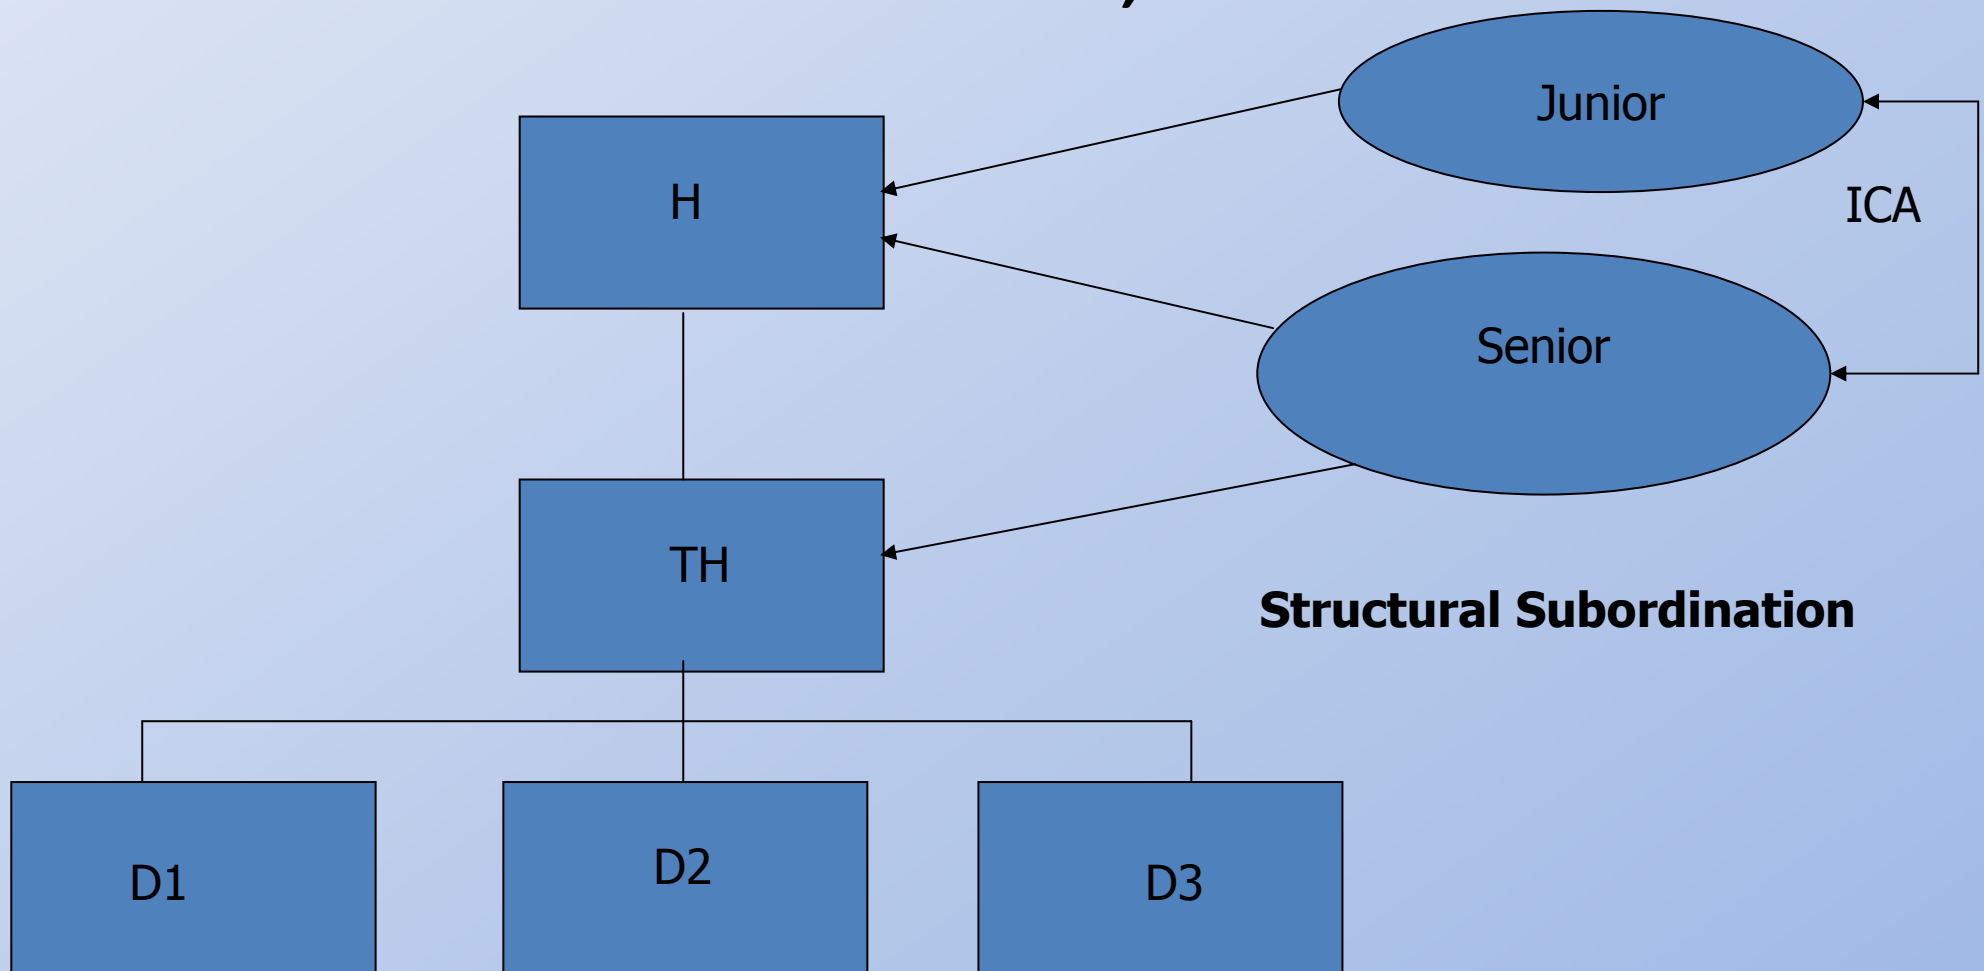 Junior
H
ICA
Senior
TH
Structural Subordination
D1
D2
D3